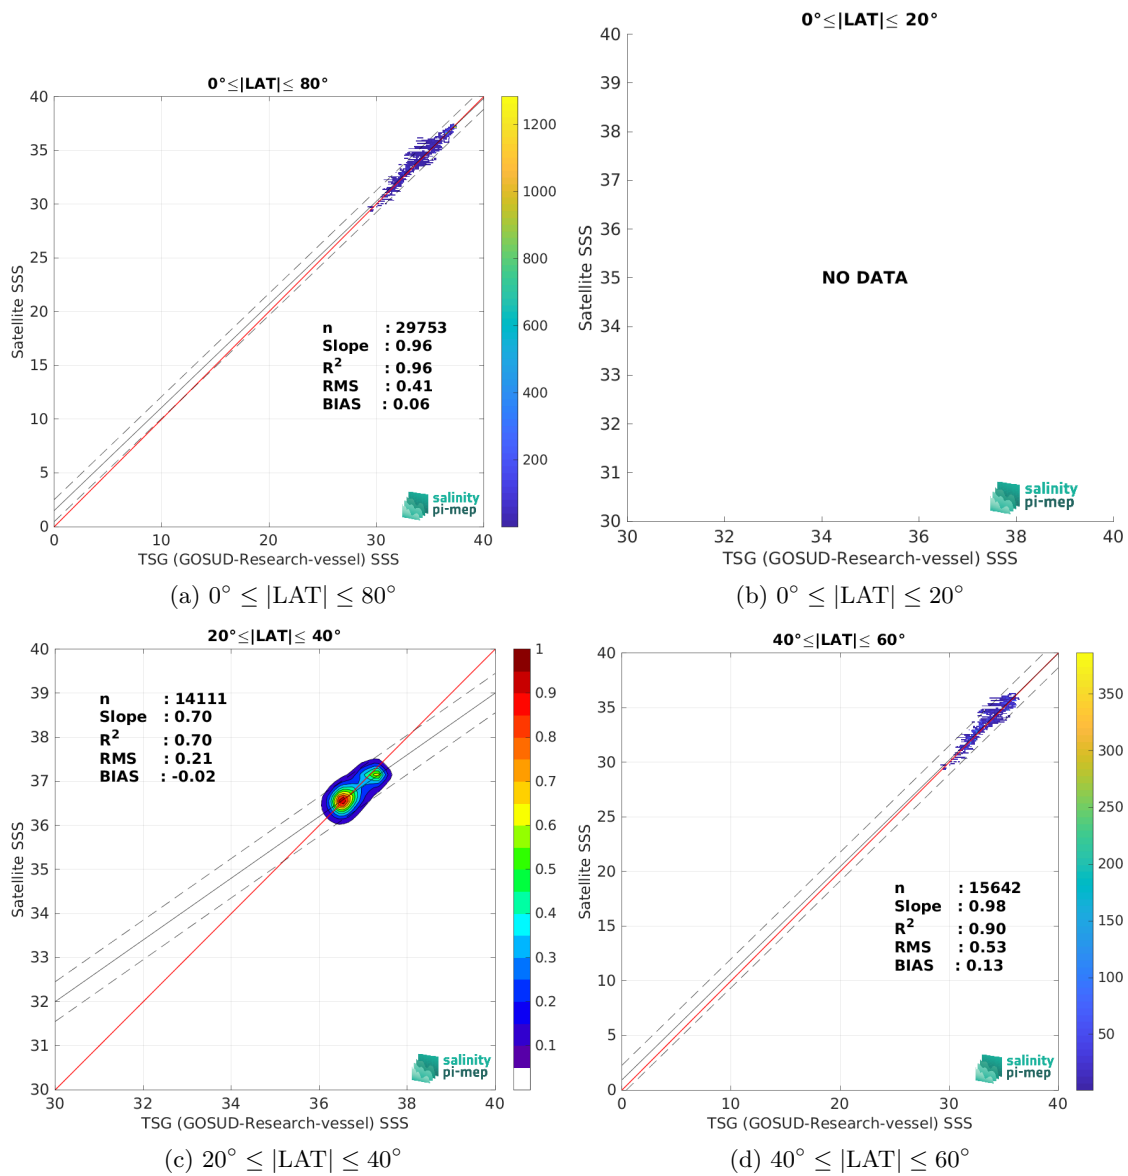 0°≤|LAT|≤ 80°
40
35
30
25
20
15
10
5
0
Satellite SSS
n : 29753
Slope : 0.96
R² : 0.96
RMS : 0.41
BIAS : 0.06
salinity
pi-mep
0 10 20 30 40
TSG (GOSUD-Research-vessel) SSS
1200
1000
800
600
400
200
(a) 0° ≤ |LAT| ≤ 80°
0°≤|LAT|≤ 20°
40
39
38
37
36
35
34
33
32
31
30
Satellite SSS
NO DATA
salinity
pi-mep
30 32 34 36 38 40
TSG (GOSUD-Research-vessel) SSS
(b) 0° ≤ |LAT| ≤ 20°
20°≤|LAT|≤ 40°
40
39
38
37
36
35
34
33
32
31
30
Satellite SSS
n : 14111
Slope : 0.70
R² : 0.70
RMS : 0.21
BIAS : -0.02
salinity
pi-mep
30 32 34 36 38 40
TSG (GOSUD-Research-vessel) SSS
1
0.9
0.8
0.7
0.6
0.5
0.4
0.3
0.2
0.1
(c) 20° ≤ |LAT| ≤ 40°
40°≤|LAT|≤ 60°
40
35
30
25
20
15
10
5
0
Satellite SSS
n : 15642
Slope : 0.98
R² : 0.90
RMS : 0.53
BIAS : 0.13
salinity
pi-mep
0 10 20 30 40
TSG (GOSUD-Research-vessel) SSS
350
300
250
200
150
100
50
(d) 40° ≤ |LAT| ≤ 60°